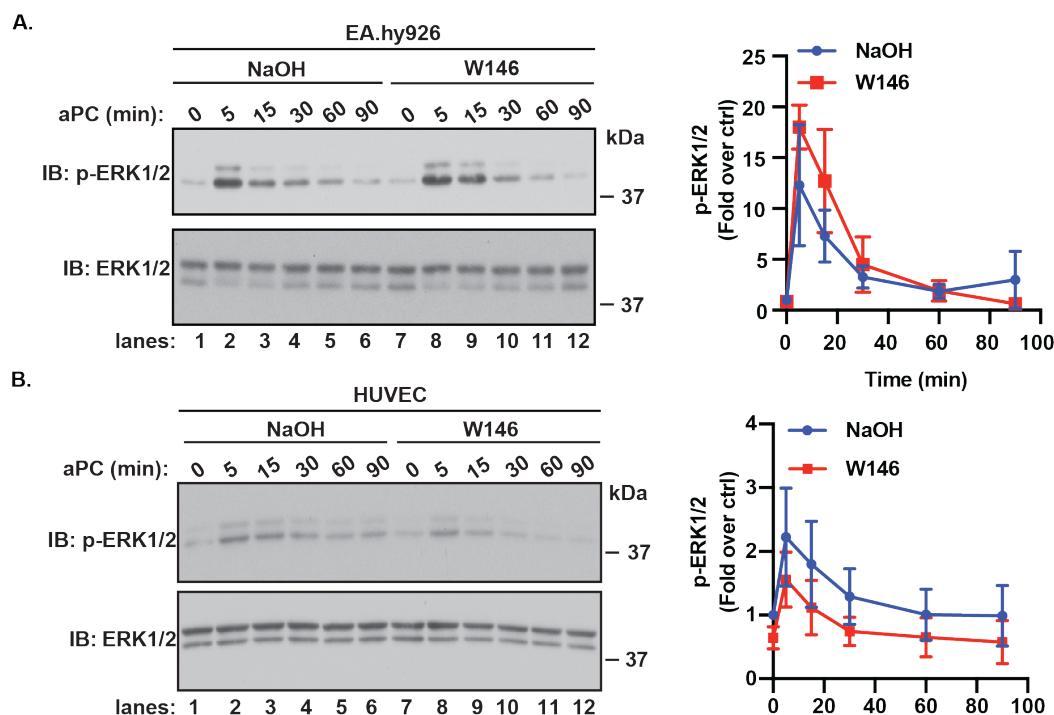 A.
EA.hy926
NaOH W146
aPC (min): 0 5 15 30 60 90 0 5 15 30 60 90
kDa
IB: p-ERK1/2
– 37
IB: ERK1/2
– 37
lanes: 1 2 3 4 5 6 7 8 9 10 11 12
NaOH
W146
p-ERK1/2
(Fold over ctrl)
25
20
15
10
5
0
0 20 40 60 80 100
Time (min)
B.
HUVEC
NaOH W146
aPC (min): 0 5 15 30 60 90 0 5 15 30 60 90
kDa
IB: p-ERK1/2
– 37
IB: ERK1/2
– 37
lanes: 1 2 3 4 5 6 7 8 9 10 11 12
NaOH
W146
p-ERK1/2
(Fold over ctrl)
4
3
2
1
0
0 20 40 60 80 100